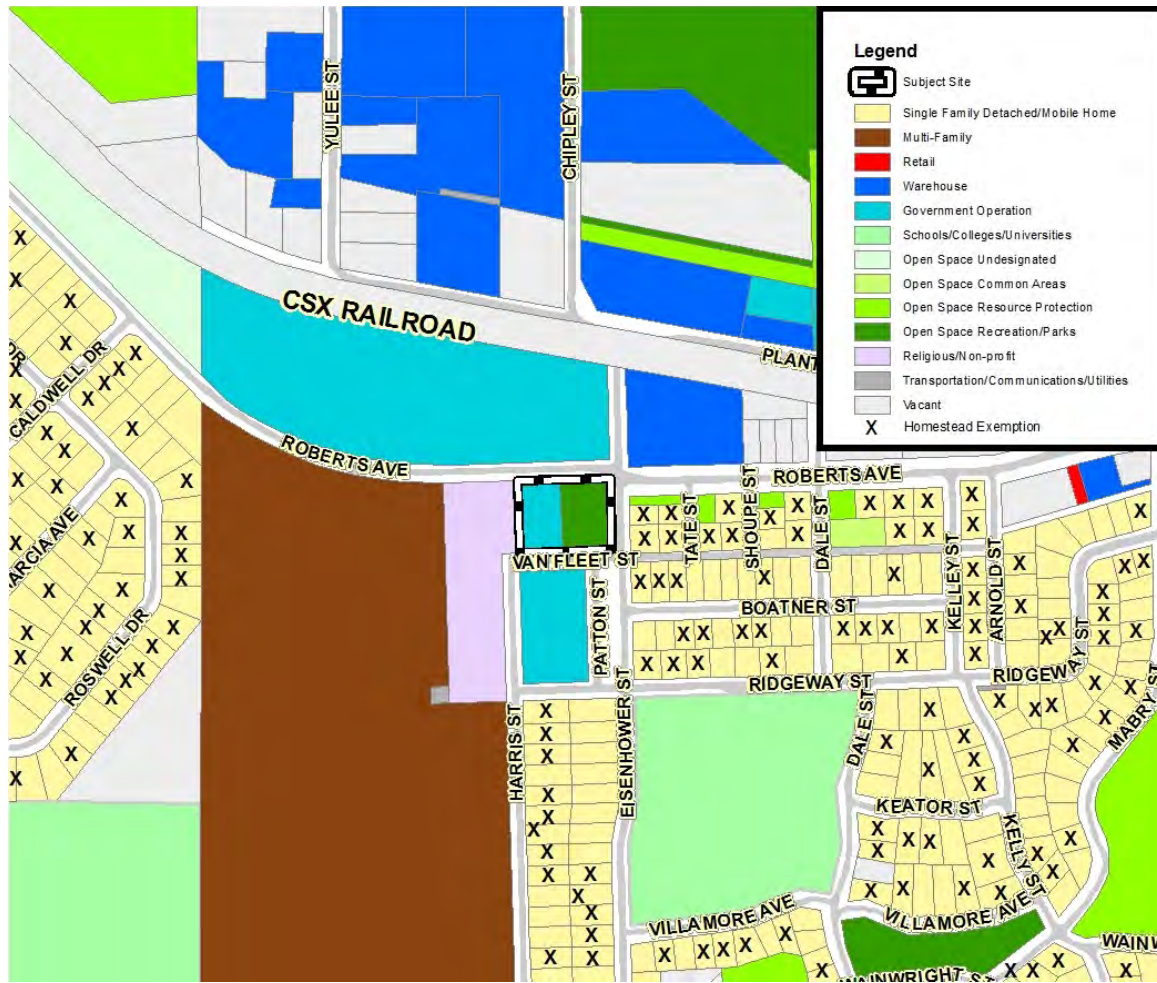 Legend
Subject Site
Single Family Detached/Mobile Home
Multi-Family
Retail
Warehouse
Government Operation
Schools/Colleges/Universities
Open Space Undesignated
Open Space Common Areas
Open Space Resource Protection
Open Space Recreation/Parks
Religious/Non-profit
Transportation/Communications/Utilities
Vacant
X Homestead Exemption
YULEE ST
CHIPLEY ST
CSX RAILROAD
PLANT
CALDWELL DR
DR
ROBERTS AVE
ROBERTS AVE
MARCIA AVE
ROSWELL DR
VAN FLEET ST
PATTON ST
TATE ST
SHOUPE ST
DALE ST
KELLEY ST
ARNOLD ST
BOATNER ST
RIDGEWAY ST
RIDGEWAY ST
MABRY ST
HARRIS ST
EISENHOWER ST
DALE ST
KEATOR ST
KELLY ST
VILLAMORE AVE
VILLAMORE AVE
WAINWRIGHT ST
WAINW